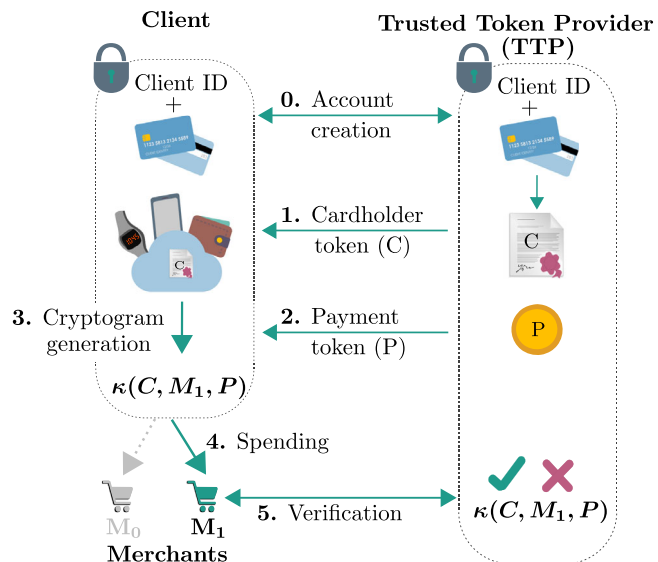 Client
Trusted Token Provider
(TTP)
Client ID
+
Client ID
+
0. Account
creation
1. Cardholder
token (C)
C
C
2. Payment
token (P)
P
3. Cryptogram
generation
κ(C, M₁, P)
4. Spending
M₀
M₁
Merchants
5. Verification
κ(C, M₁, P)